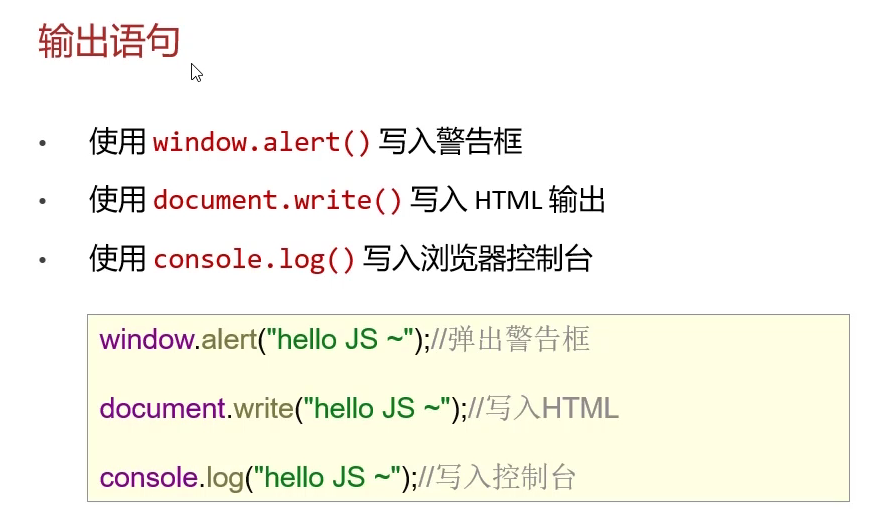 输出语句
• 使用 window.alert() 写入警告框
• 使用 document.write() 写入 HTML 输出
• 使用 console.log() 写入浏览器控制台
window.alert("hello JS ~");//弹出警告框
document.write("hello JS ~");//写入HTML
console.log("hello JS ~");//写入控制台